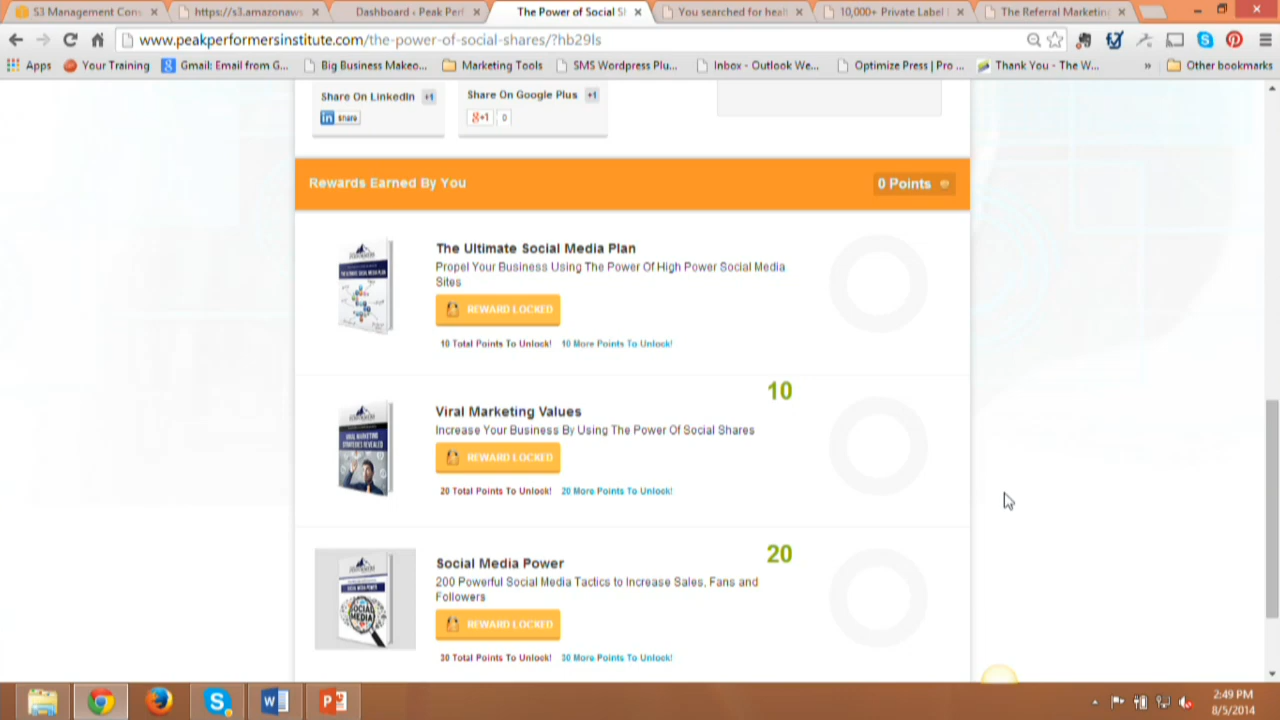 S3 Management Cons
https://s3.amazonaws
Dashboard ‹ Peak Perf
The Power of Social Sh
You searched for healt
10,000+ Private Label
The Referral Marketing
www.peakperformersinstitute.com/the-power-of-social-shares/?hb29ls
Apps
Your Training
Gmail: Email from G...
Big Business Makeo...
Marketing Tools
SMS Wordpress Plu...
Inbox - Outlook We...
Optimize Press | Pro ...
Thank You - The W...
»
Other bookmarks
Share On LinkedIn +1
Share On Google Plus +1
in Share
g+1 0
Rewards Earned By You
0 Points
The Ultimate Social Media Plan
Propel Your Business Using The Power Of High Power Social Media
Sites
REWARD LOCKED
10 Total Points To Unlock! 10 More Points To Unlock!
10
Viral Marketing Values
Increase Your Business By Using The Power Of Social Shares
REWARD LOCKED
20 Total Points To Unlock! 20 More Points To Unlock!
20
Social Media Power
200 Powerful Social Media Tactics to Increase Sales, Fans and
Followers
REWARD LOCKED
30 Total Points To Unlock! 30 More Points To Unlock!
2:49 PM
8/5/2014